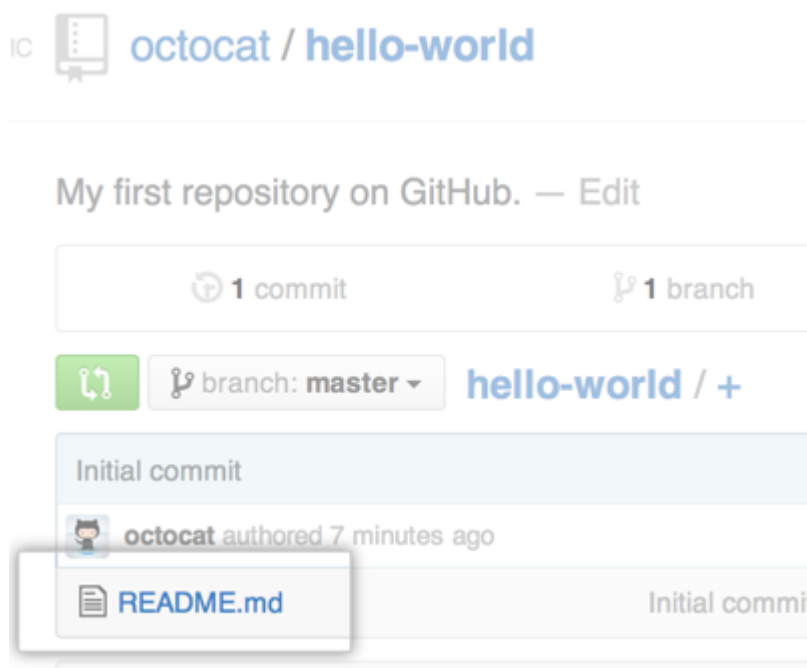 IC octocat / hello-world
My first repository on GitHub. — Edit
1 commit 1 branch
branch: master hello-world / +
Initial commit
octocat authored 7 minutes ago
README.md Initial commi